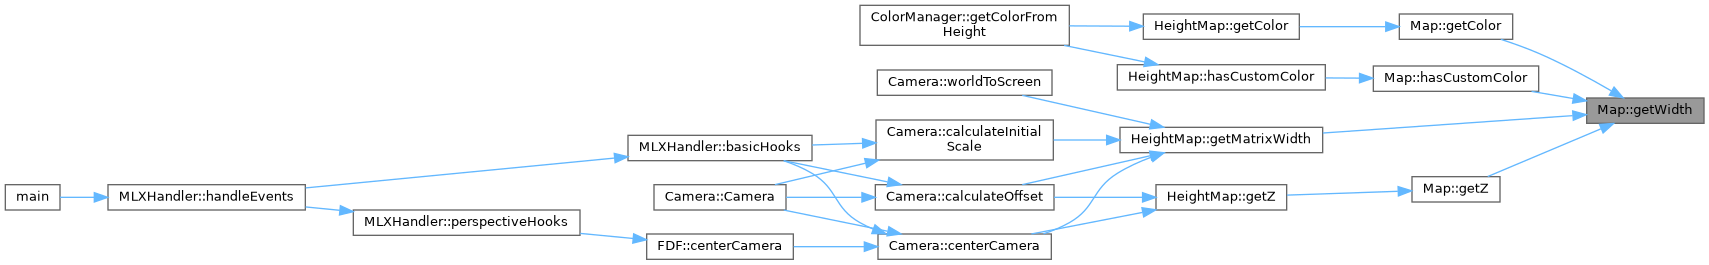 ColorManager::getColorFrom
Height
HeightMap::getColor
Map::getColor
HeightMap::hasCustomColor
Map::hasCustomColor
Camera::worldToScreen
Map::getWidth
Camera::calculateInitial
Scale
HeightMap::getMatrixWidth
MLXHandler::basicHooks
main
MLXHandler::handleEvents
Camera::Camera
Camera::calculateOffset
HeightMap::getZ
Map::getZ
MLXHandler::perspectiveHooks
FDF::centerCamera
Camera::centerCamera